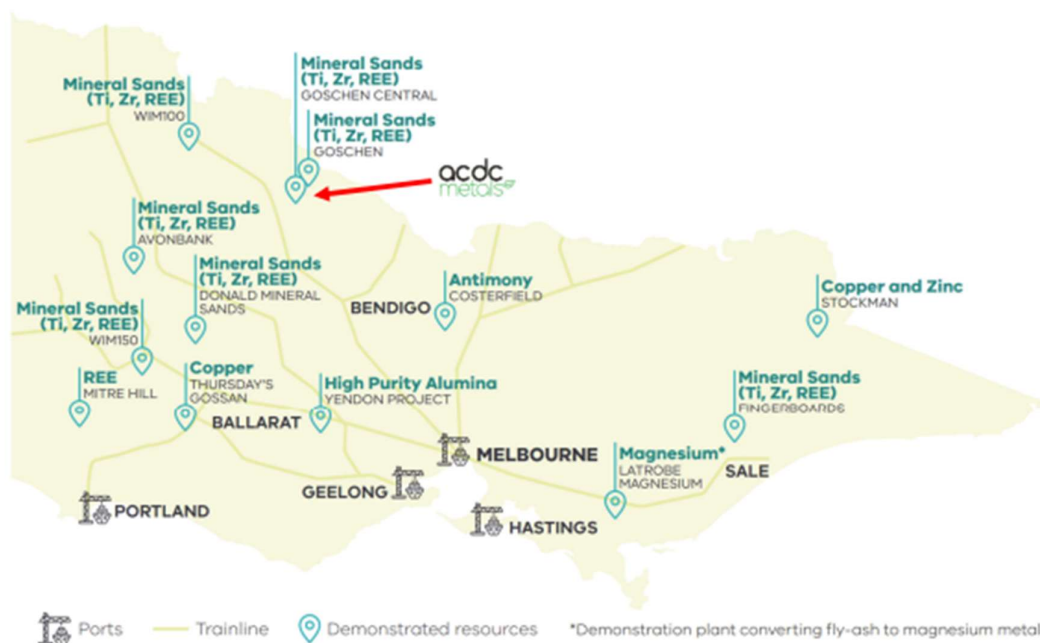 Mineral Sands
(Ti, Zr, REE)
GOSCHEN CENTRAL
Mineral Sands
(Ti, Zr, REE)
WIM100
Mineral Sands
(Ti, Zr, REE)
GOSCHEN
acdc
metals
Mineral Sands
(Ti, Zr, REE)
AVONBANK
Mineral Sands
(Ti, Zr, REE)
DONALD MINERAL
SANDS
Antimony
COSTERFIELD
BENDIGO
Copper and Zinc
STOCKMAN
Mineral Sands
(Ti, Zr, REE)
WIM150
REE
MITRE HILL
Copper
THURSDAY'S
GOSSAN
High Purity Alumina
YENDON PROJECT
Mineral Sands
(Ti, Zr, REE)
FINGERBOARDS
BALLARAT
MELBOURNE
Magnesium*
LATROBE
MAGNESIUM
SALE
GEELONG
PORTLAND
HASTINGS
Ports
Trainline
Demonstrated resources
*Demonstration plant converting fly-ash to magnesium metal